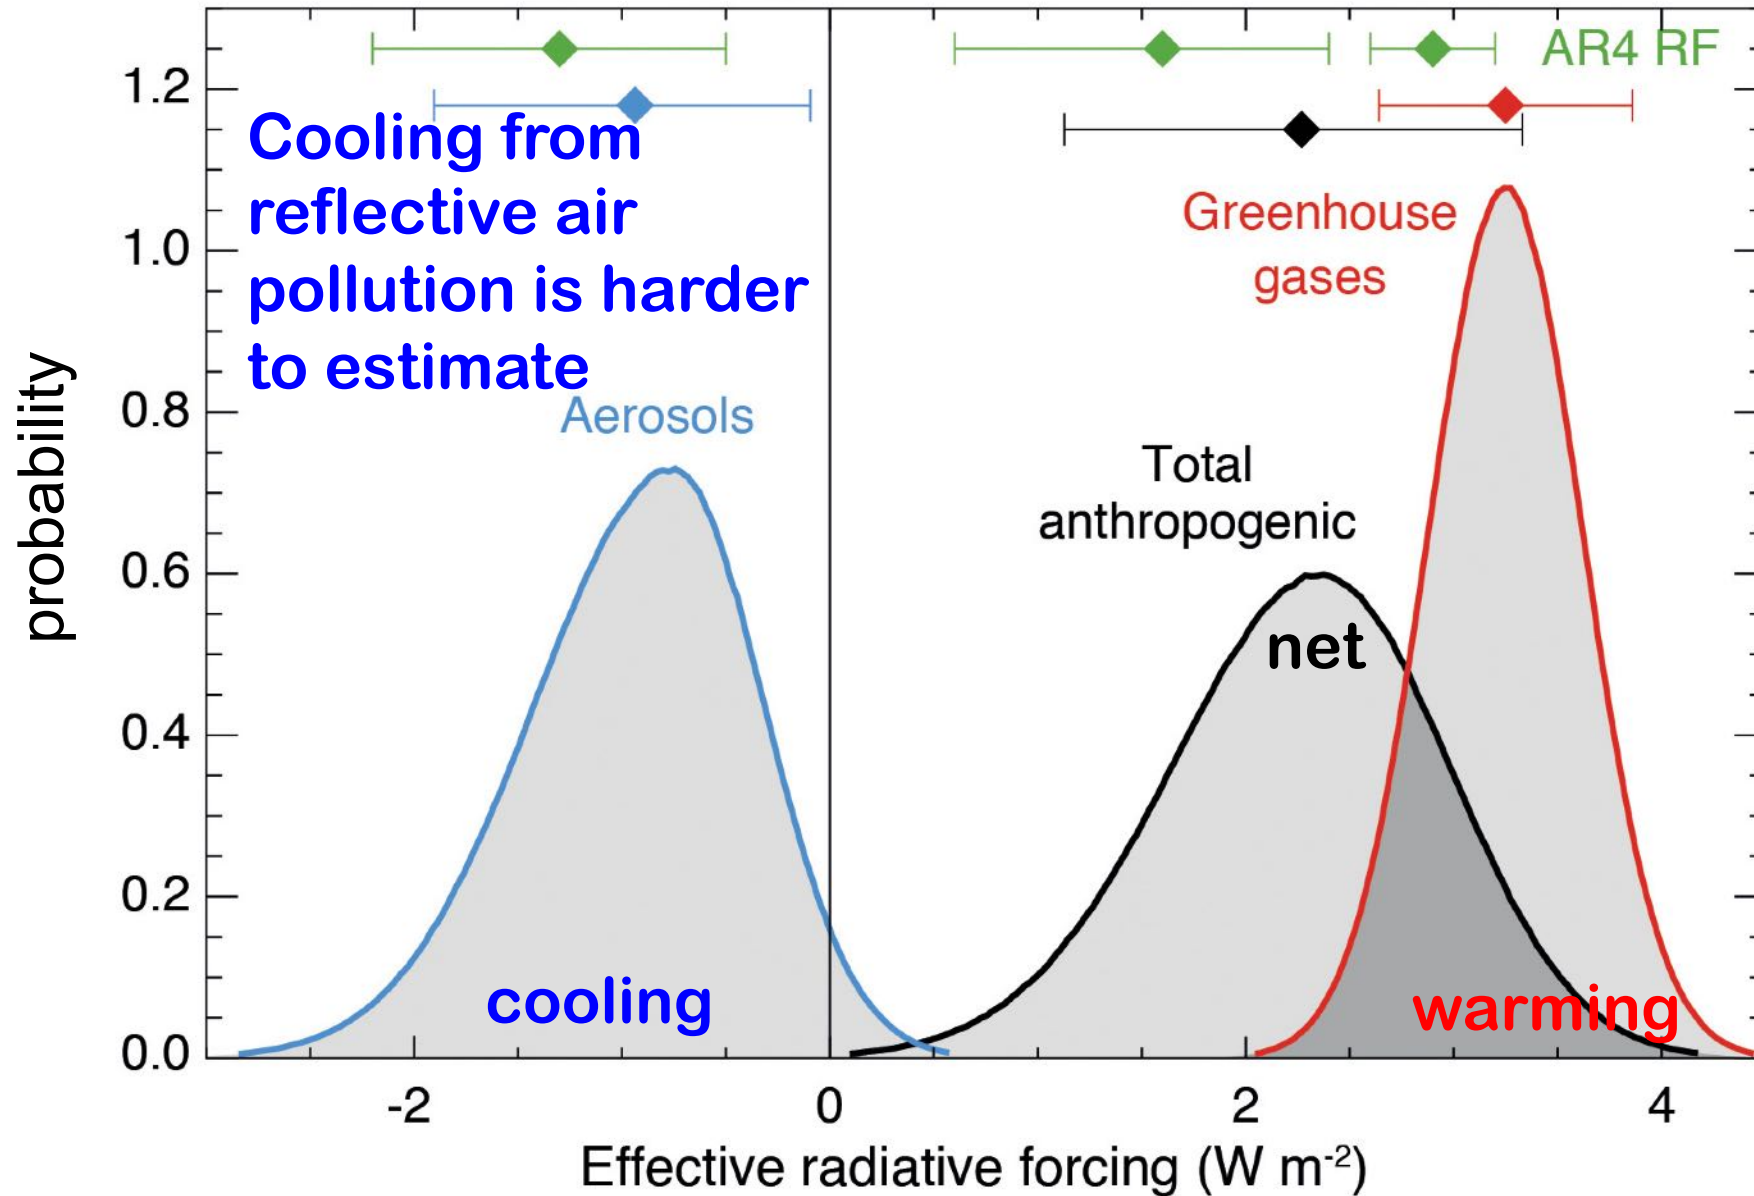 AR4 RF
Cooling from
reflective air
pollution is harder
to estimate
Aerosols
Greenhouse
gases
Total
anthropogenic
net
cooling
warming
probability
1.2
1.0
0.8
0.6
0.4
0.2
0.0
-2 0 2 4
Effective radiative forcing (W m-2)